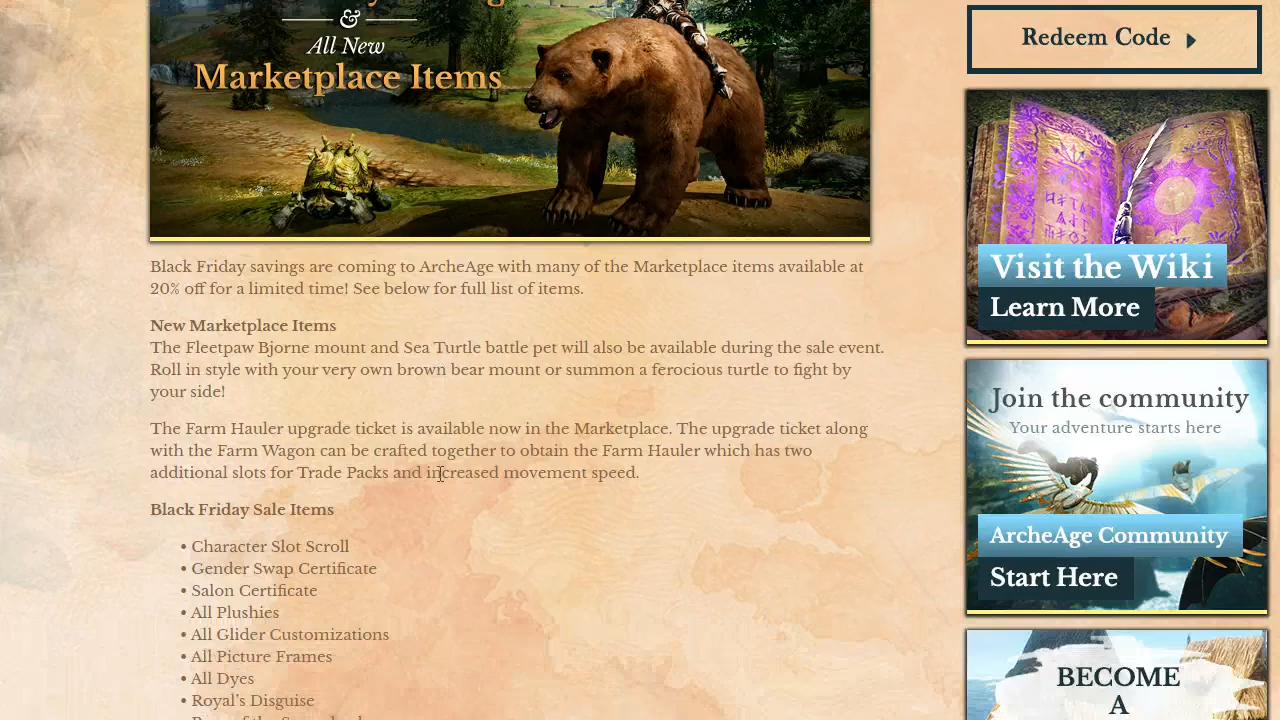 &
All New
Marketplace Items
Black Friday savings are coming to ArcheAge with many of the Marketplace items available at
20% off for a limited time! See below for full list of items.
New Marketplace Items
The Fleetpaw Bjorne mount and Sea Turtle battle pet will also be available during the sale event.
Roll in style with your very own brown bear mount or summon a ferocious turtle to fight by
your side!
The Farm Hauler upgrade ticket is available now in the Marketplace. The upgrade ticket along
with the Farm Wagon can be crafted together to obtain the Farm Hauler which has two
additional slots for Trade Packs and increased movement speed.
Black Friday Sale Items
• Character Slot Scroll
• Gender Swap Certificate
• Salon Certificate
• All Plushies
• All Glider Customizations
• All Picture Frames
• All Dyes
• Royal's Disguise
Redeem Code
Visit the Wiki
Learn More
Join the community
Your adventure starts here
ArcheAge Community
Start Here
BECOME
A